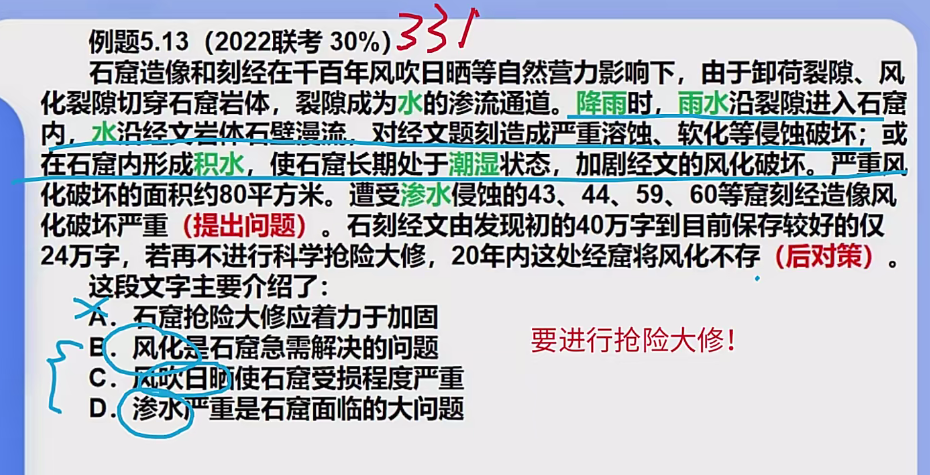 例题5.13（2022联考 30%）331
石窟造像和刻经在千百年风吹日晒等自然营力影响下，由于卸荷裂隙、风
化裂隙切穿石窟岩体，裂隙成为水的渗流通道。降雨时，雨水沿裂隙进入石窟
内，水沿经文岩体石壁漫流，对经文题刻造成严重溶蚀、软化等侵蚀破坏；或
在石窟内形成积水，使石窟长期处于潮湿状态，加剧经文的风化破坏。严重风
化破坏的面积约80平方米。遭受渗水侵蚀的43、44、59、60等窟刻经造像风
化破坏严重（提出问题）。石刻经文由发现初的40万字到目前保存较好的仅
24万字，若再不进行科学抢险大修，20年内这处经窟将风化不存（后对策）。
这段文字主要介绍了：
A．石窟抢险大修应着力于加固
B．风化是石窟急需解决的问题
要进行抢险大修！
C．风吹日晒使石窟受损程度严重
D．渗水严重是石窟面临的大问题